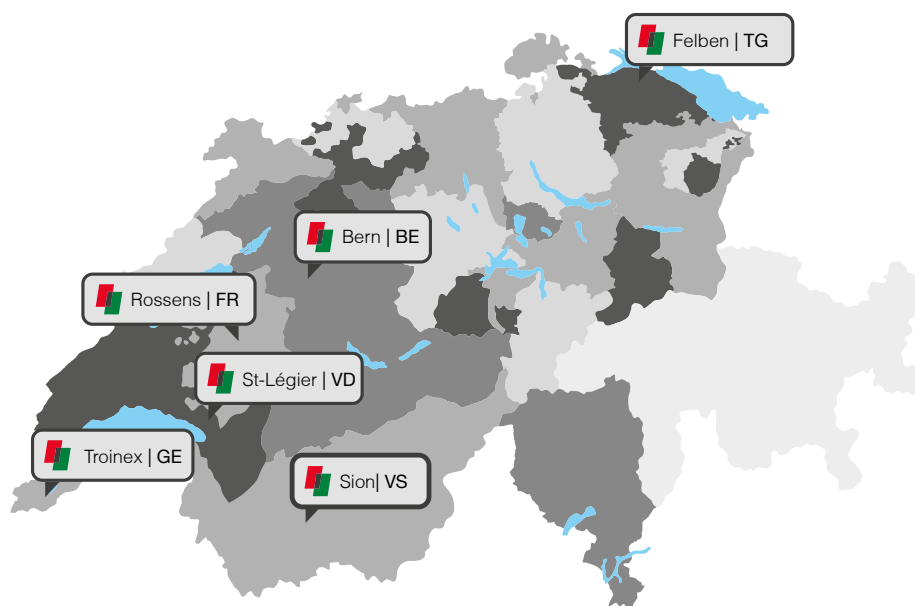 Felben | TG
Bern | BE
Rossens | FR
St-Légier | VD
Troinex | GE
Sion| VS